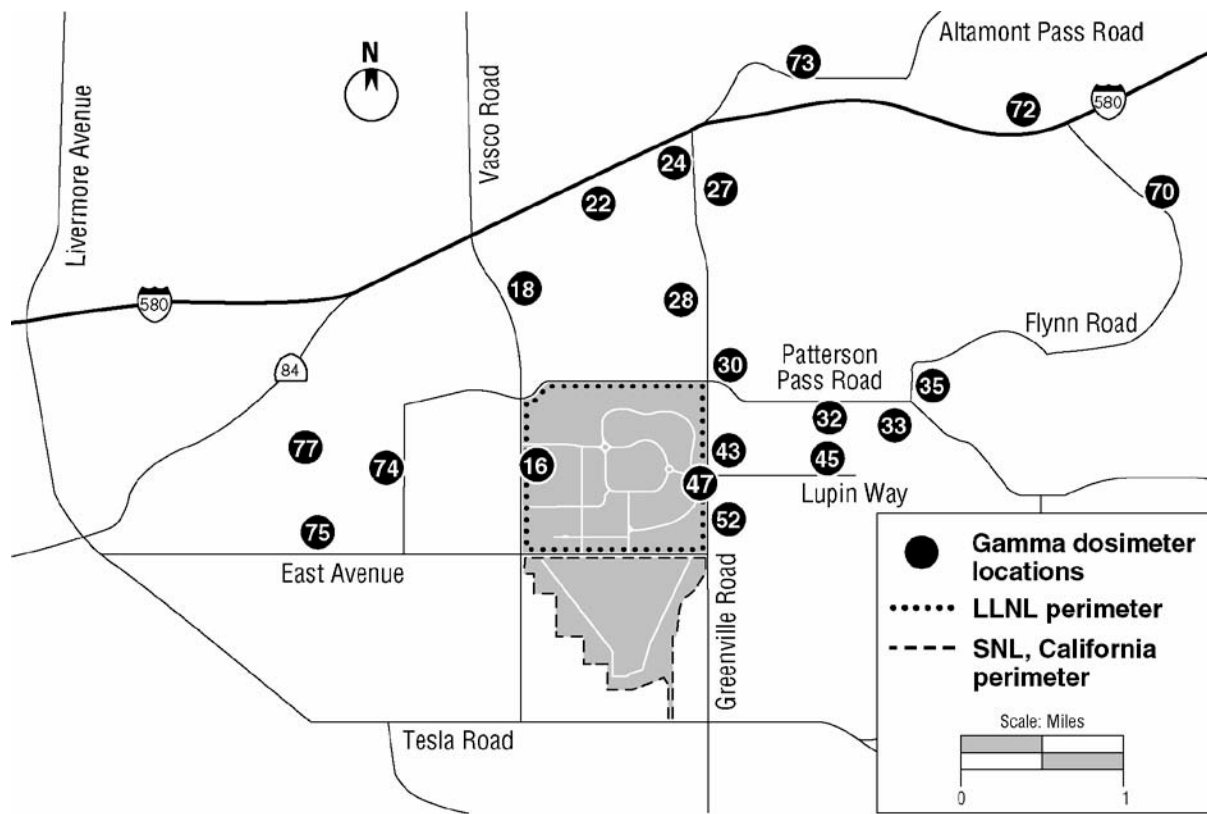 Altamont Pass Road
N
73
580
72
Vasco Road
Livermore Avenue
24
27
70
22
18
28
580
Flynn Road
Patterson
Pass Road
84
30
35
32
33
77
74
16
43
45
47
Lupin Way
52
75
East Avenue
Greenville Road
Tesla Road
Gamma dosimeter
locations
LLNL perimeter
SNL, California
perimeter
Scale: Miles
0 1